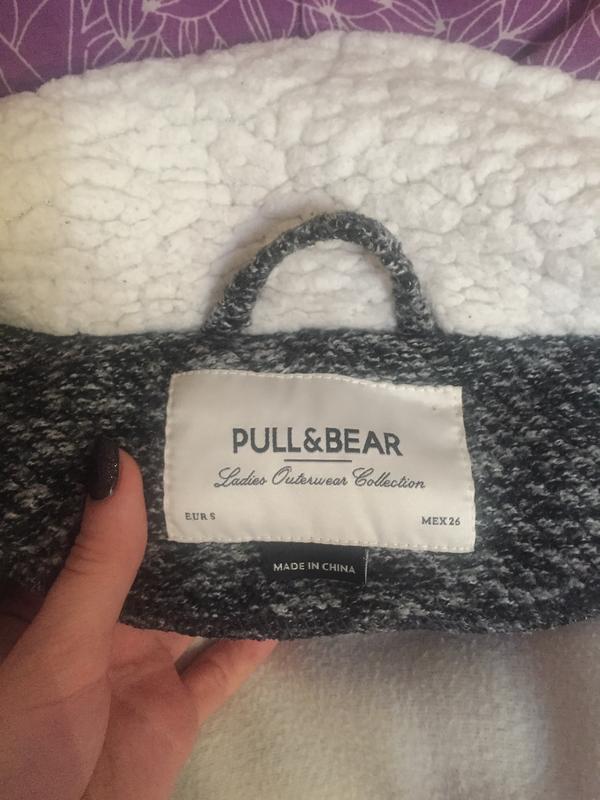 PULL&BEAR
Ladies Outerwear Collection
EUR S MEX 26
MADE IN CHINA